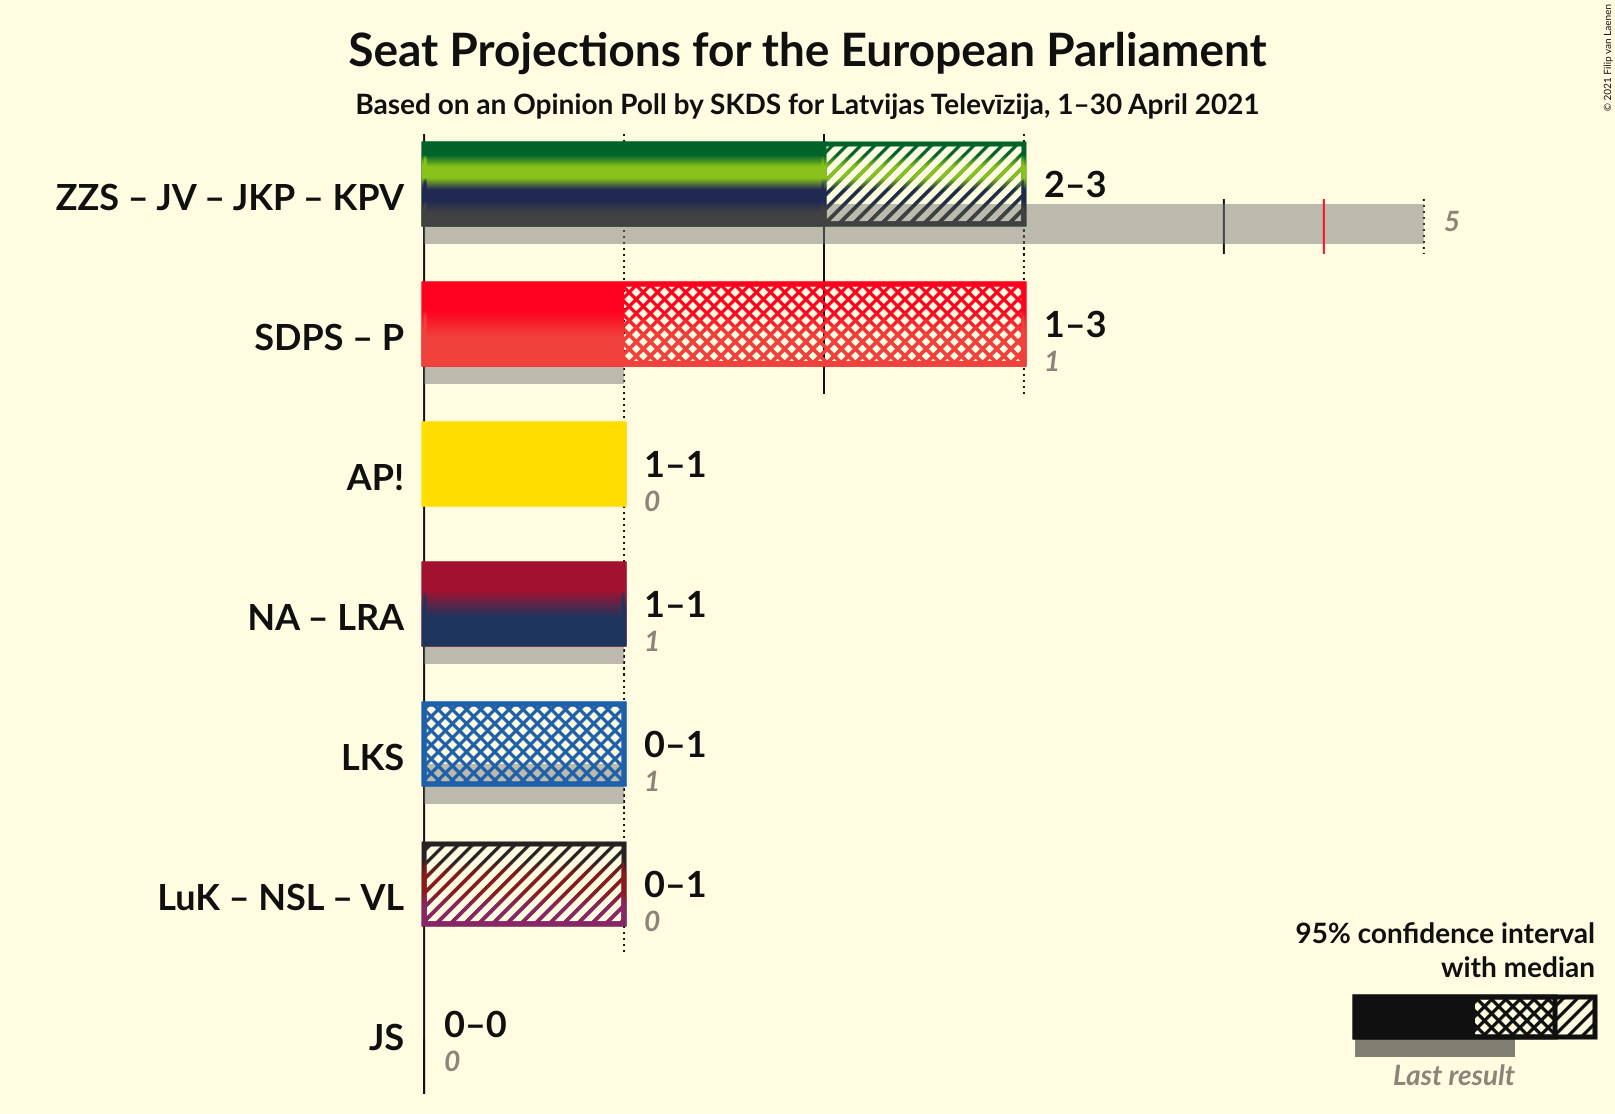 Seat Projections for the European Parliament
Based on an Opinion Poll by SKDS for Latvijas Televīzija, 1–30 April 2021
© 2021 Filip van Laenen
ZZS – JV – JKP – KPV
2–3
5
SDPS – P
1–3
1
AP!
1–1
0
NA – LRA
1–1
1
LKS
0–1
1
LuK – NSL – VL
0–1
0
JS
0–0
0
95% confidence interval
with median
Last result